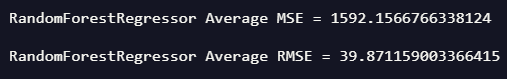 RandomForestRegressor Average MSE = 1592.1566766338124
RandomForestRegressor Average RMSE = 39.871159003366415